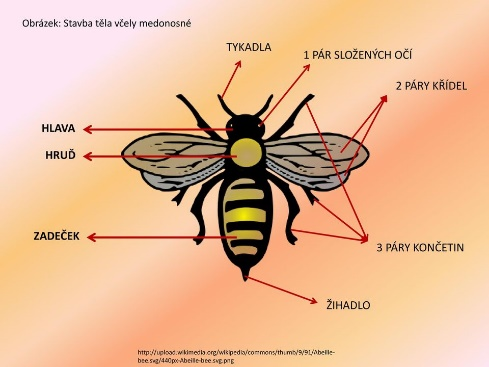 Obrázek: Stavba těla včely medonosné
TYKADLA
1 PÁR SLOŽENÝCH OČÍ
2 PÁRY KŘÍDEL
HLAVA
HRUĎ
ZADEČEK
3 PÁRY KONČETIN
ŽIHADLO
http://upload.wikimedia.org/wikipedia/commons/thumb/9/91/Abeille-
bee.svg/440px-Abeille-bee.svg.png